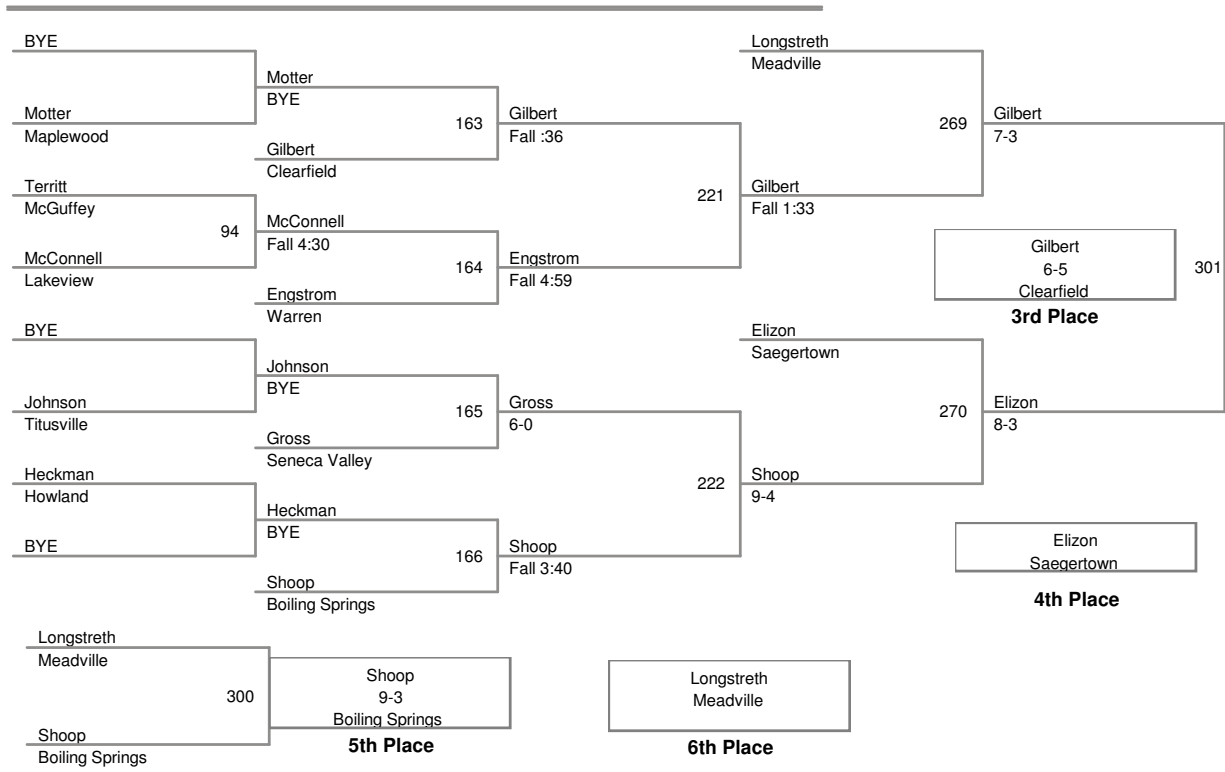 BYE
Motter
Maplewood
Territt
McGuffey
94
McConnell
Lakeview
BYE
Johnson
Titusville
Heckman
Howland
BYE
Motter
BYE
163
Gilbert
Clearfield
McConnell
Fall 4:30
164
Engstrom
Warren
Johnson
BYE
165
Gross
Seneca Valley
Heckman
BYE
166
Shoop
Boiling Springs
Gilbert
Fall :36
221
Engstrom
Fall 4:59
Gross
6-0
222
Shoop
Fall 3:40
Longstreth
Meadville
269
Gilbert
Fall 1:33
Elizon
Saegertown
270
Shoop
9-4
Gilbert
7-3
301
Elizon
8-3
Gilbert
6-5
Clearfield
3rd Place
Elizon
Saegertown
4th Place
Longstreth
Meadville
300
Shoop
Boiling Springs
Shoop
9-3
Boiling Springs
5th Place
Longstreth
Meadville
6th Place